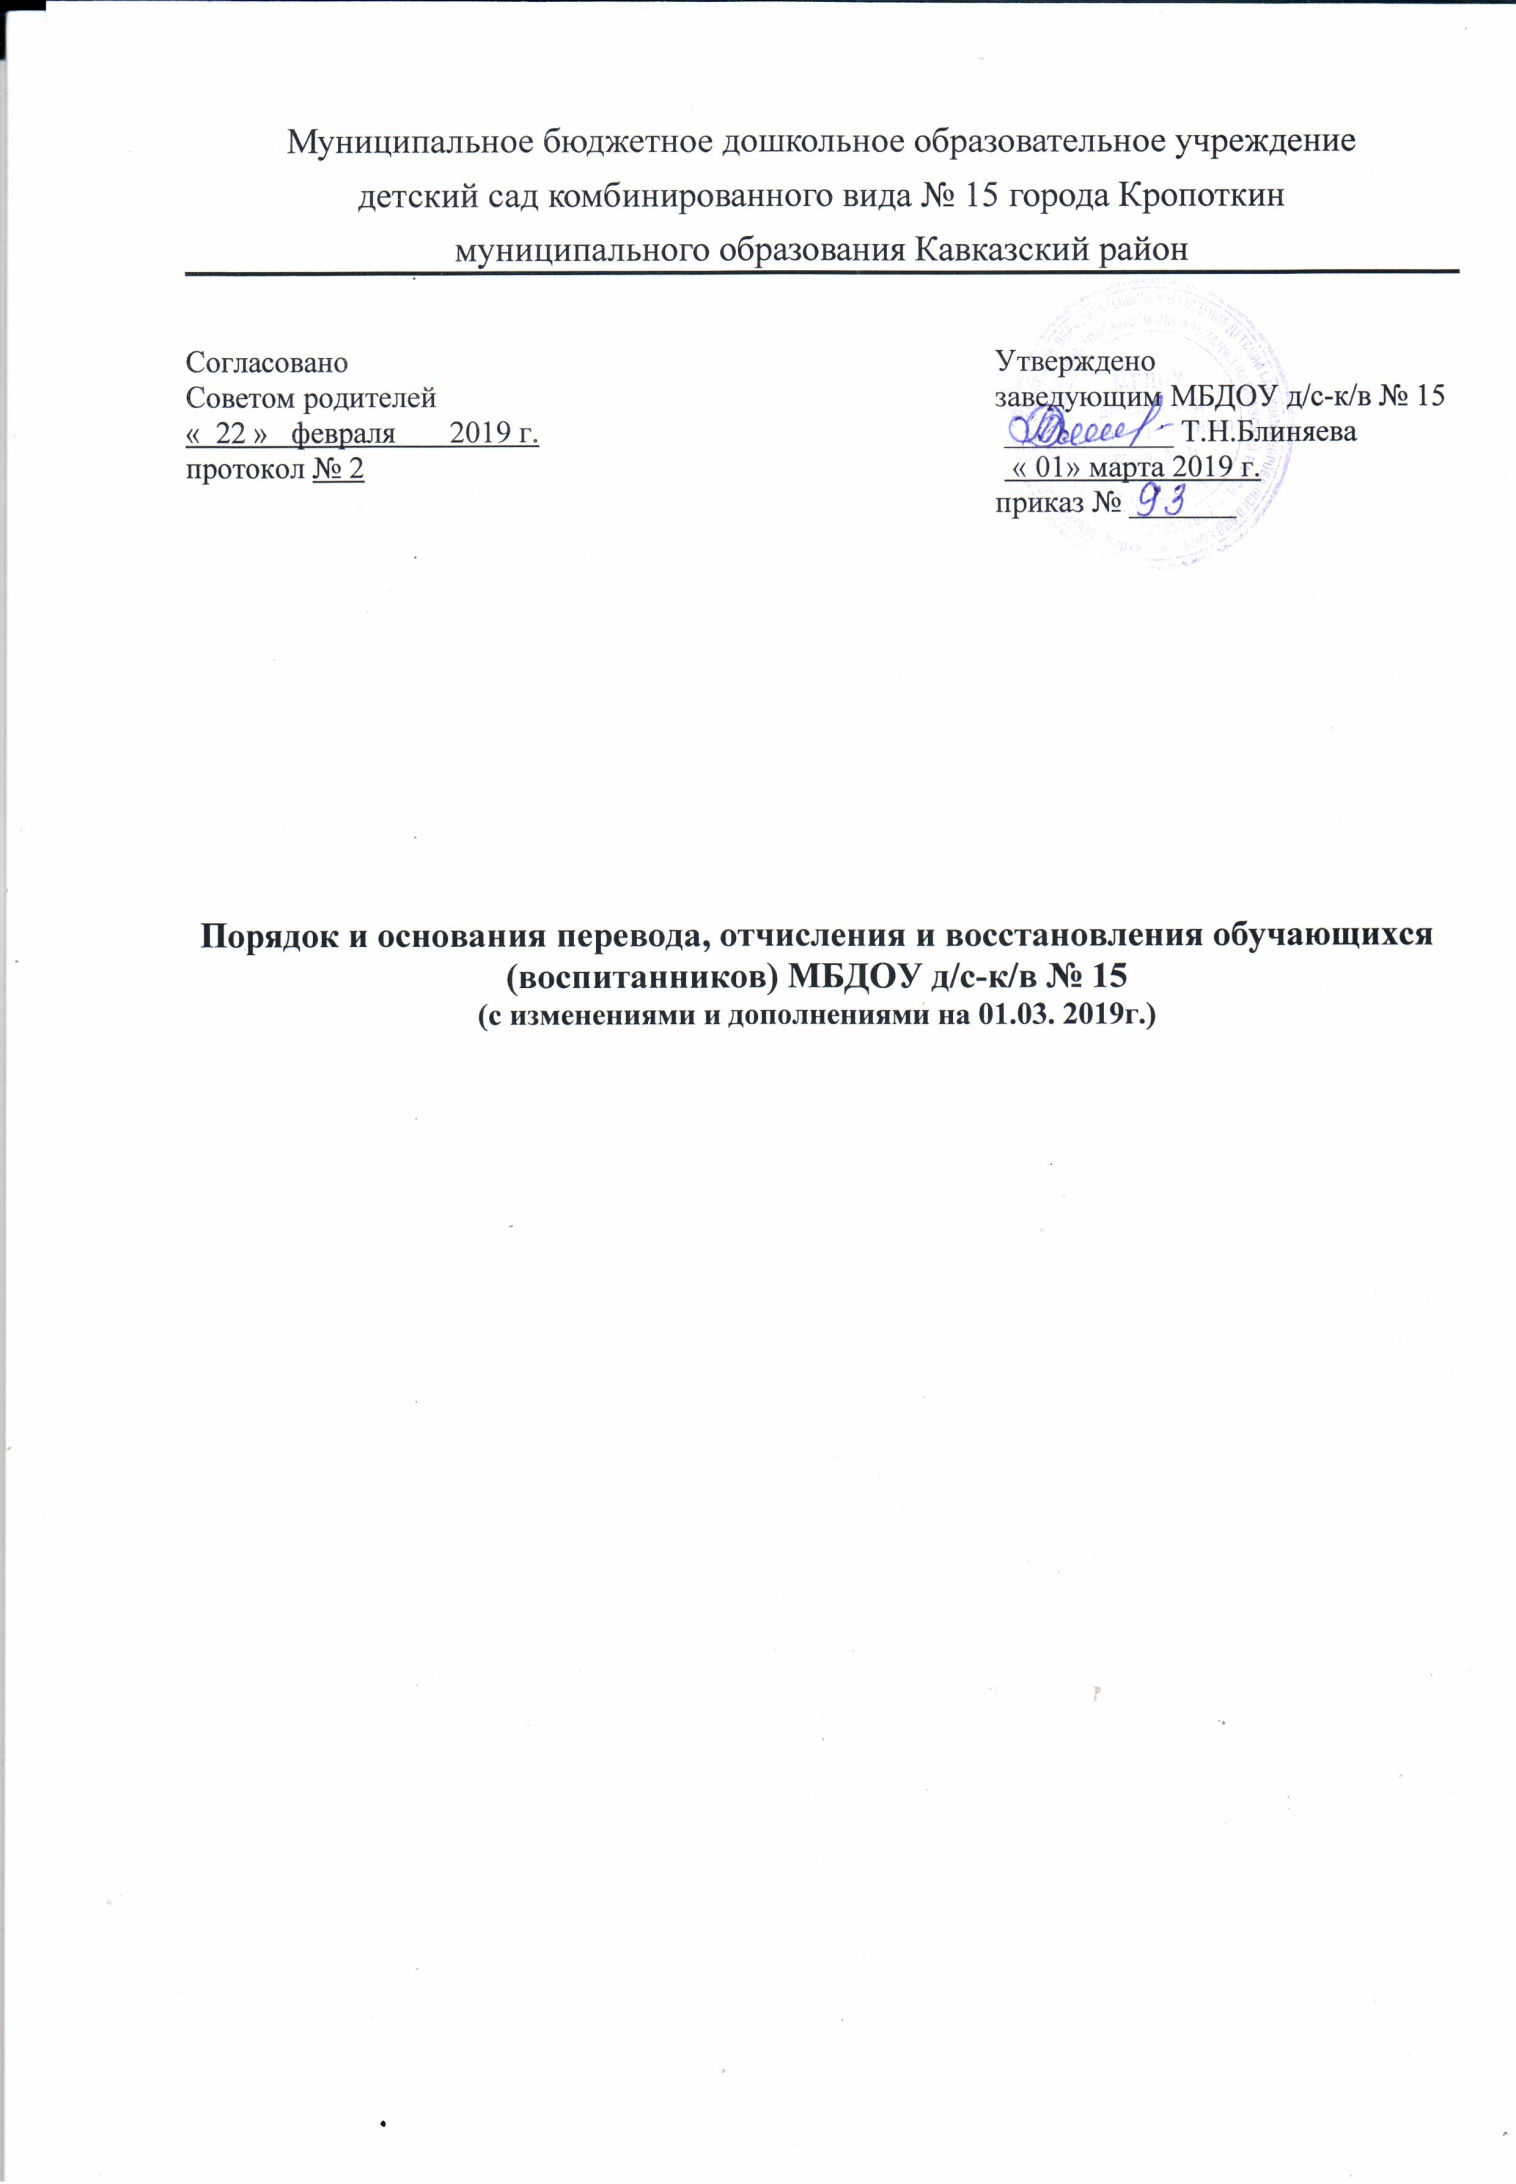 Муниципальное бюджетное дошкольное образовательное учреждение
детский сад комбинированного вида № 15 города Кропоткин
муниципального образования Кавказский район
Согласовано
Советом родителей
« 22 » февраля 2019 г.
протокол № 2
Утверждено
заведующим МБДОУ д/с-к/в № 15
Т.Н.Блиняева
« 01» марта 2019 г.
приказ № 93
Порядок и основания перевода, отчисления и восстановления обучающихся
(воспитанников) МБДОУ д/с-к/в № 15
(с изменениями и дополнениями на 01.03. 2019г.)